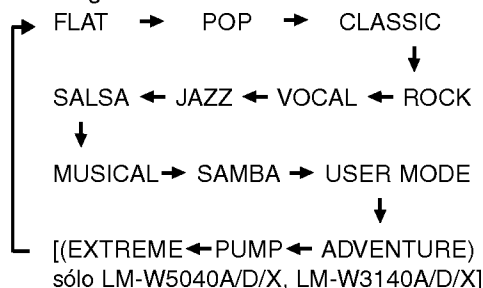 FLAT → POP → CLASSIC
SALSA ← JAZZ ← VOCAL ← ROCK
MUSICAL → SAMBA → USER MODE
[(EXTREME ← PUMP ← ADVENTURE)
sólo LM-W5040A/D/X, LM-W3140A/D/X]